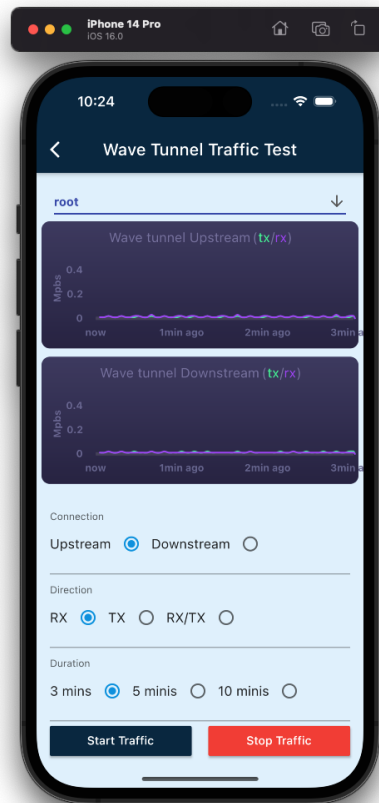 iPhone 14 Pro
iOS 16.0
10:24
Wave Tunnel Traffic Test
root
Wave tunnel Upstream (tx/rx)
Mpbs
0.4
0.2
0
now 1min ago 2min ago 3min a
Wave tunnel Downstream (tx/rx)
Mpbs
0.4
0.2
0
now 1min ago 2min ago 3min a
Connection
Upstream Downstream
Direction
RX TX RX/TX
Duration
3 mins 5 minis 10 minis
Start Traffic Stop Traffic